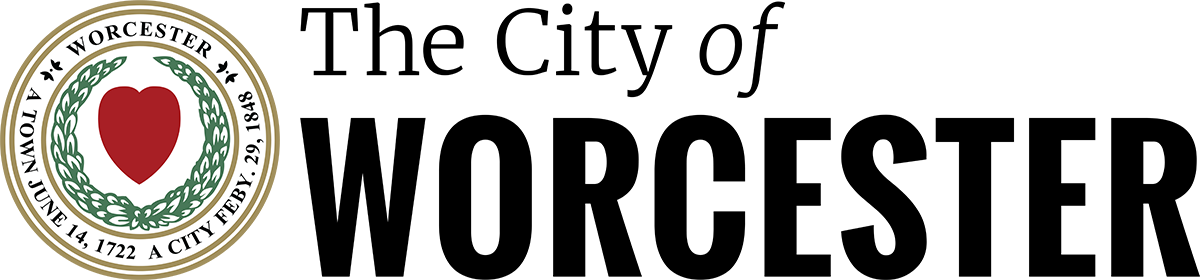 WORCESTER
A TOWN JUNE 14, 1722 A CITY FEBY. 29, 1848
The City of
WORCESTER